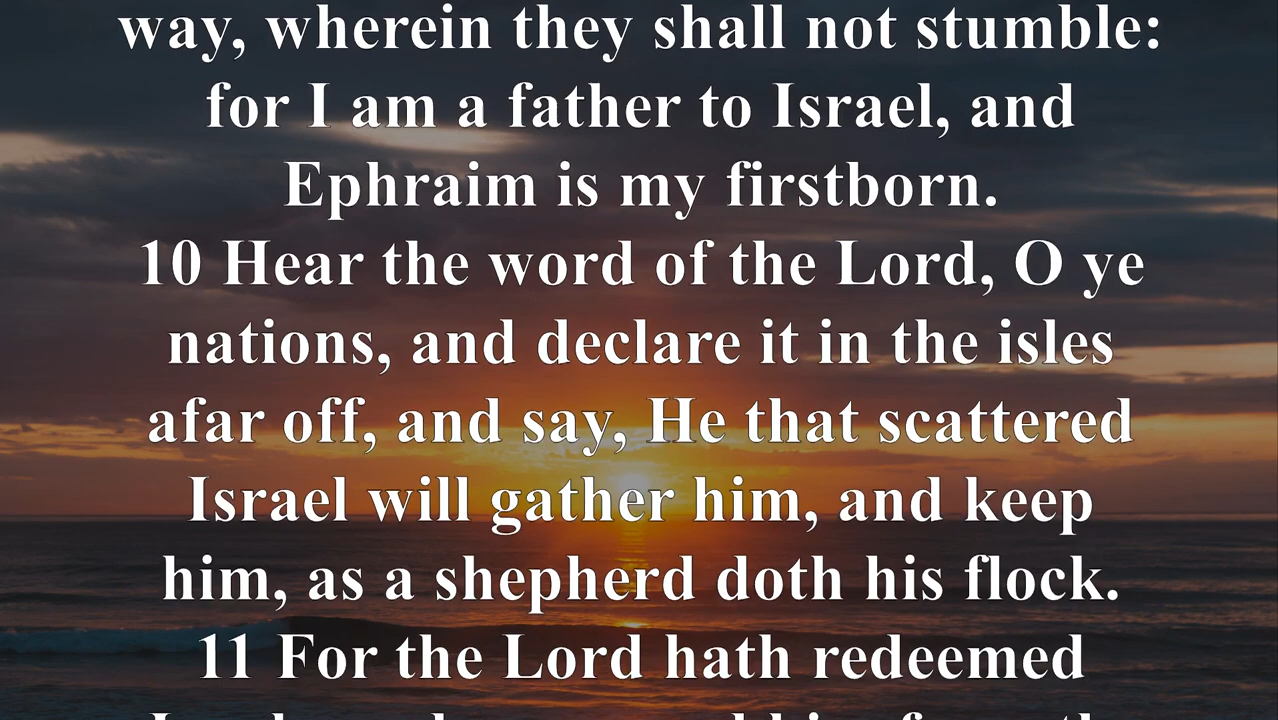 way, wherein they shall not stumble:
for I am a father to Israel, and
Ephraim is my firstborn.
10 Hear the word of the Lord, O ye
nations, and declare it in the isles
afar off, and say, He that scattered
Israel will gather him, and keep
him, as a shepherd doth his flock.
11 For the Lord hath redeemed